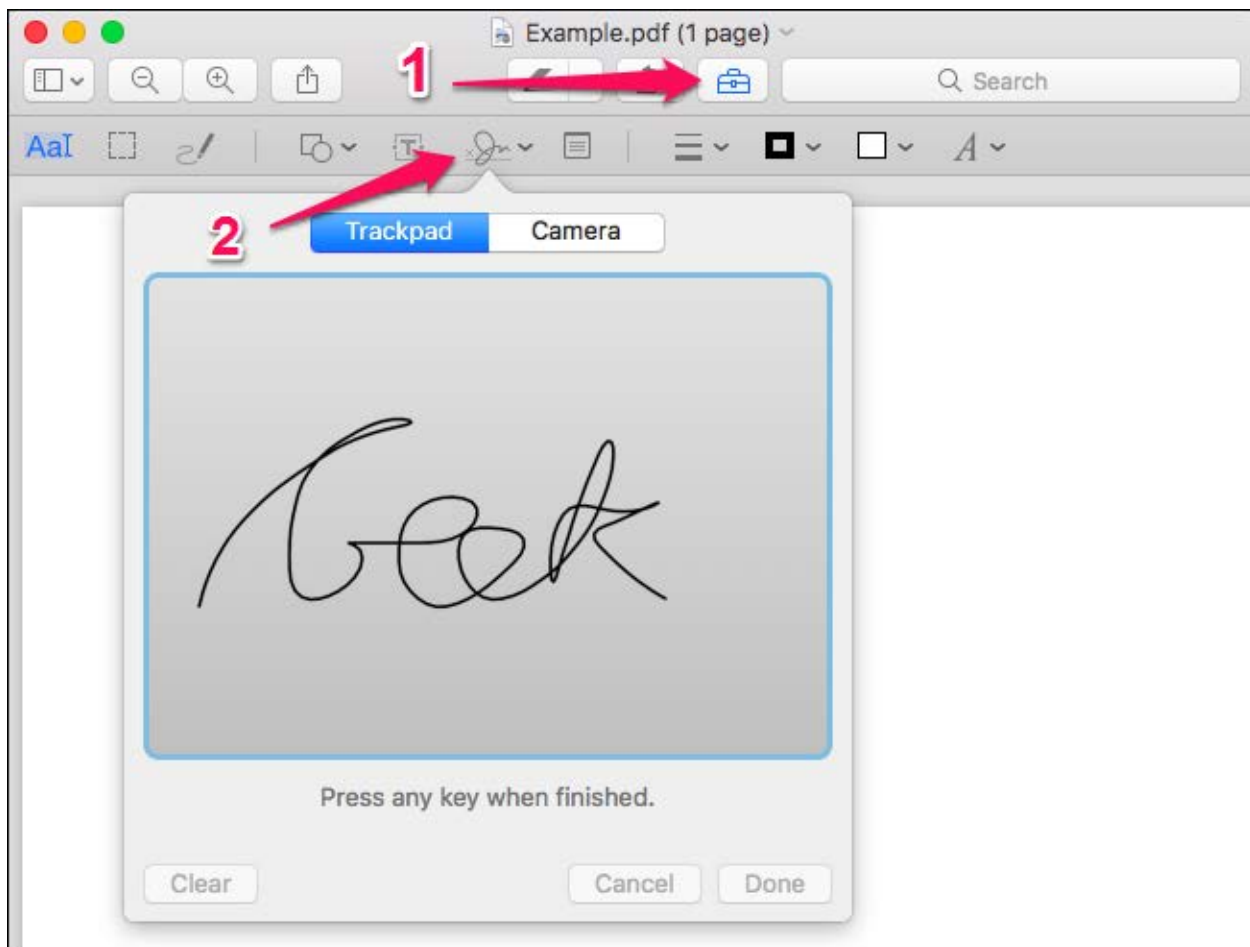 Example.pdf (1 page)
1
Search
AaI
T
A
2
Trackpad
Camera
Geek
Press any key when finished.
Clear
Cancel
Done